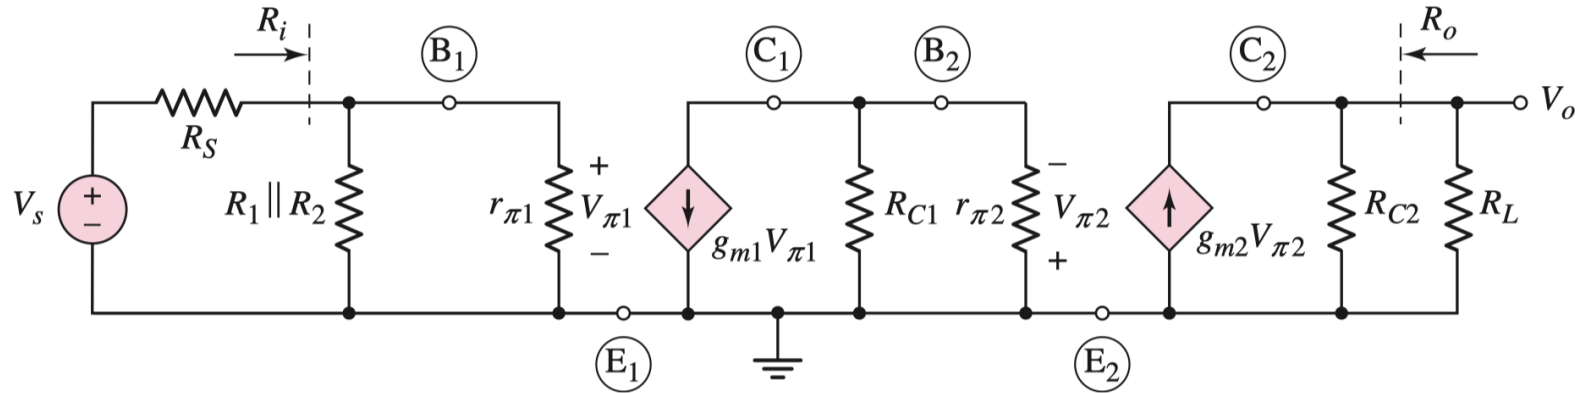 R_i
R_o
B_1
C_1
B_2
C_2
V_o
R_S
V_s
+
−
R_1 || R_2
r_π1
+
V_π1
−
g_m1V_π1
R_C1
r_π2
−
V_π2
+
g_m2V_π2
R_C2
R_L
E_1
E_2